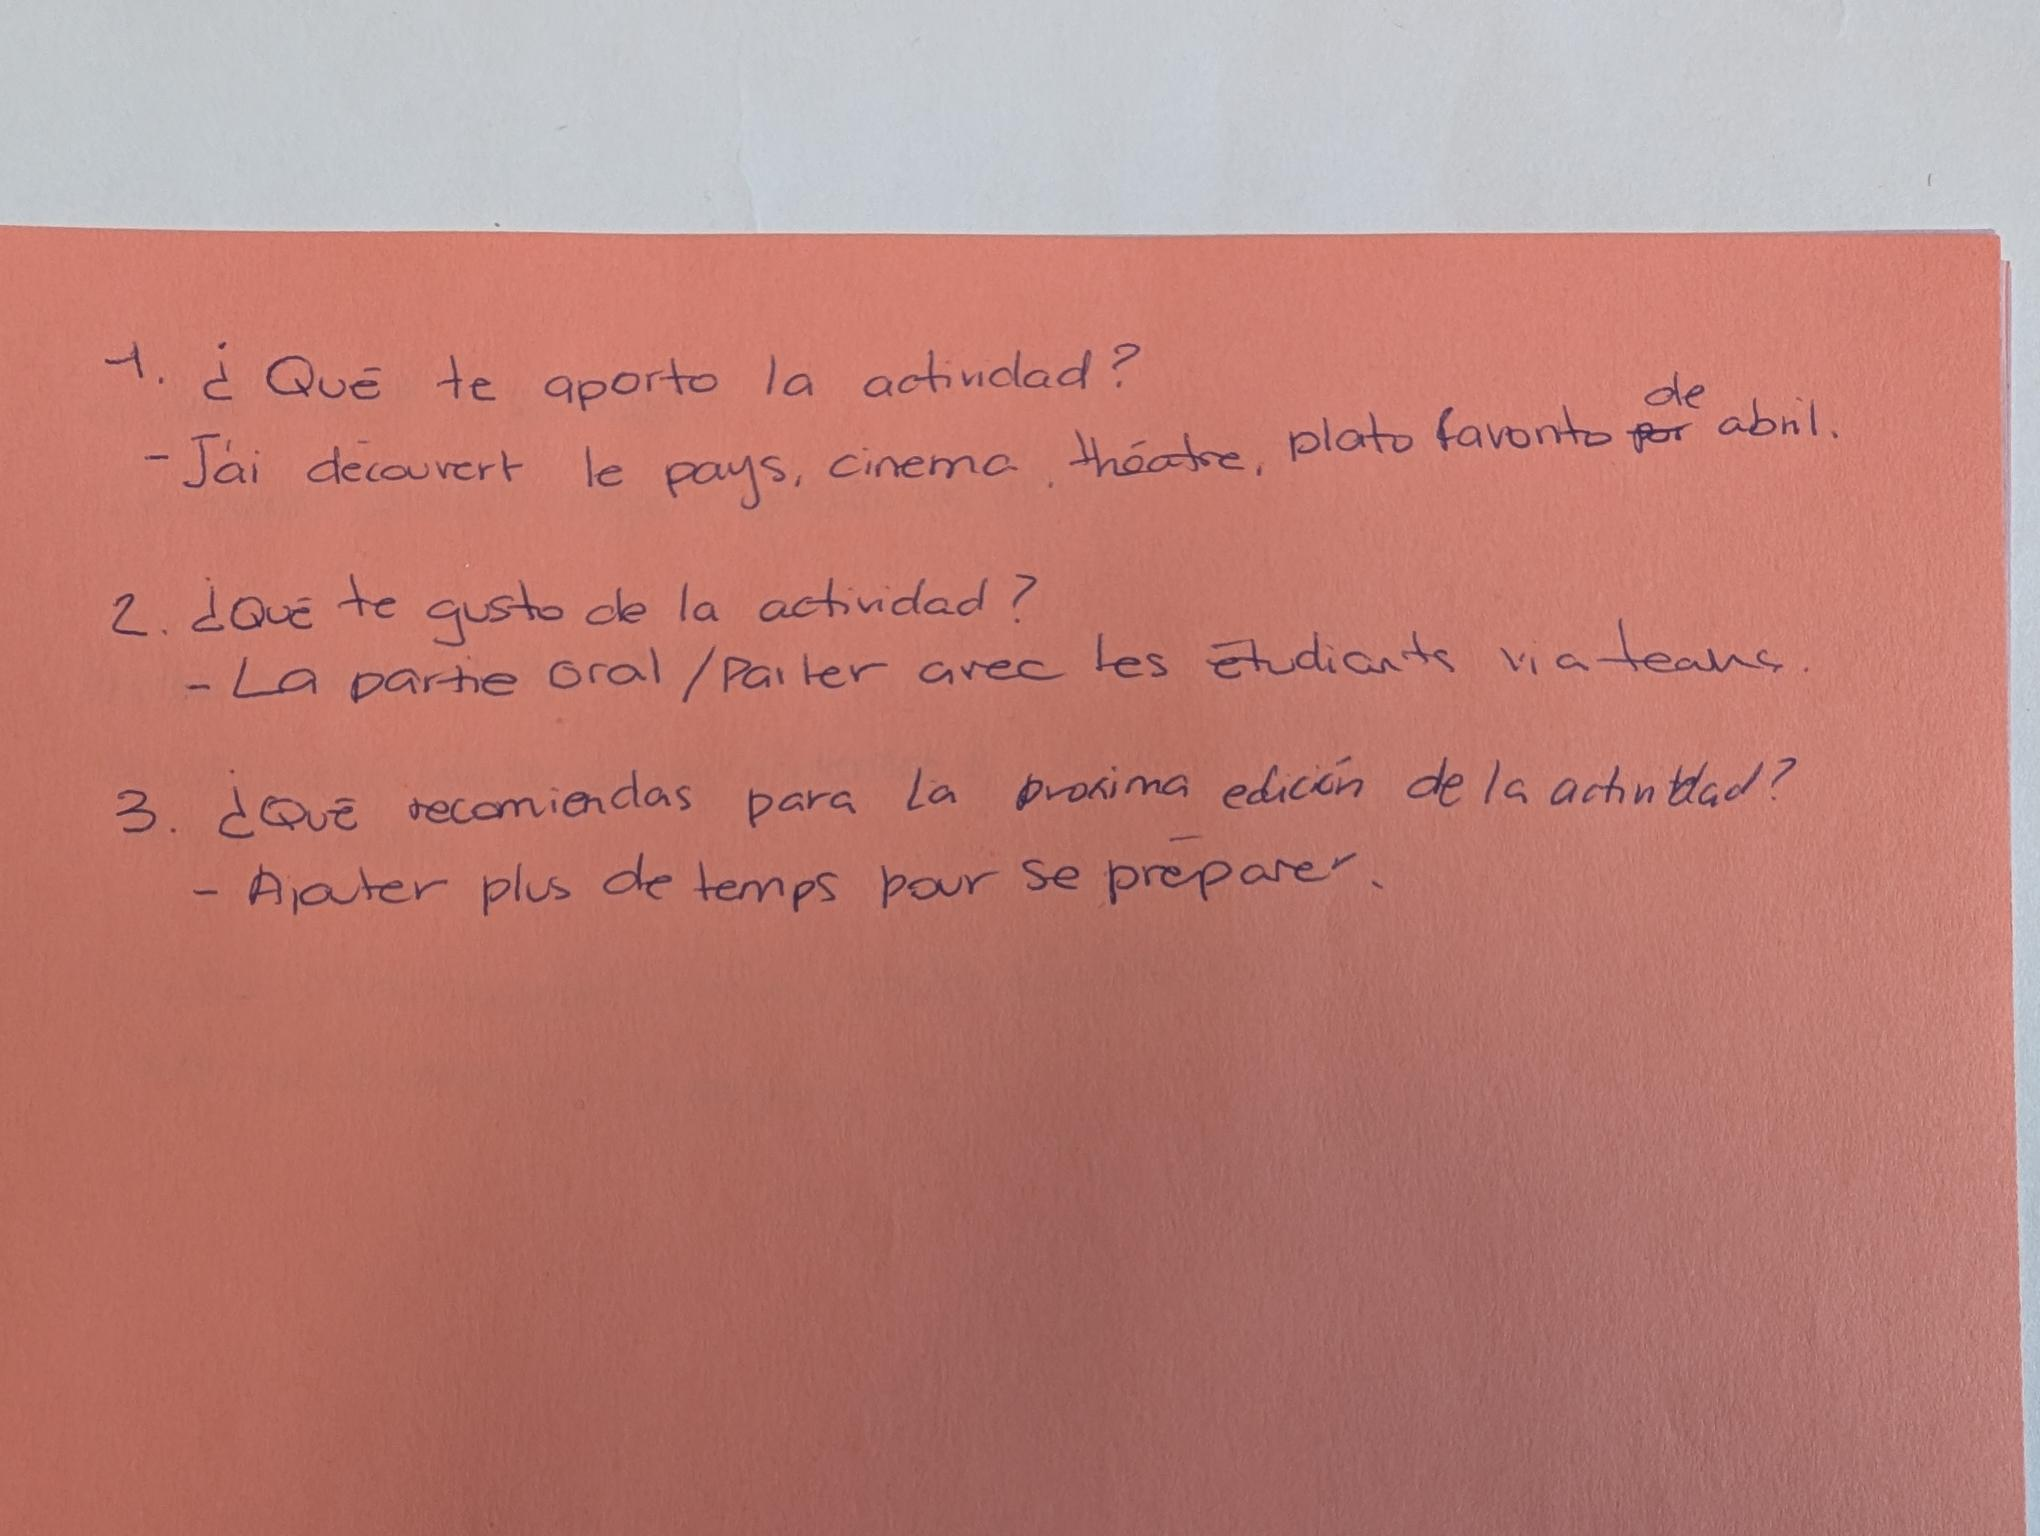 1. ¿Qué te aporto la actividad?
- J'ai découvert le pays, cinema, théatre, plato favorito de abril.
2. ¿Qué te gusto de la actividad?
- La partie oral / Parler avec les étudiants via teams.
3. ¿Qué recomiendas para la proxima edición de la actividad?
- Ajouter plus de temps pour se préparer.